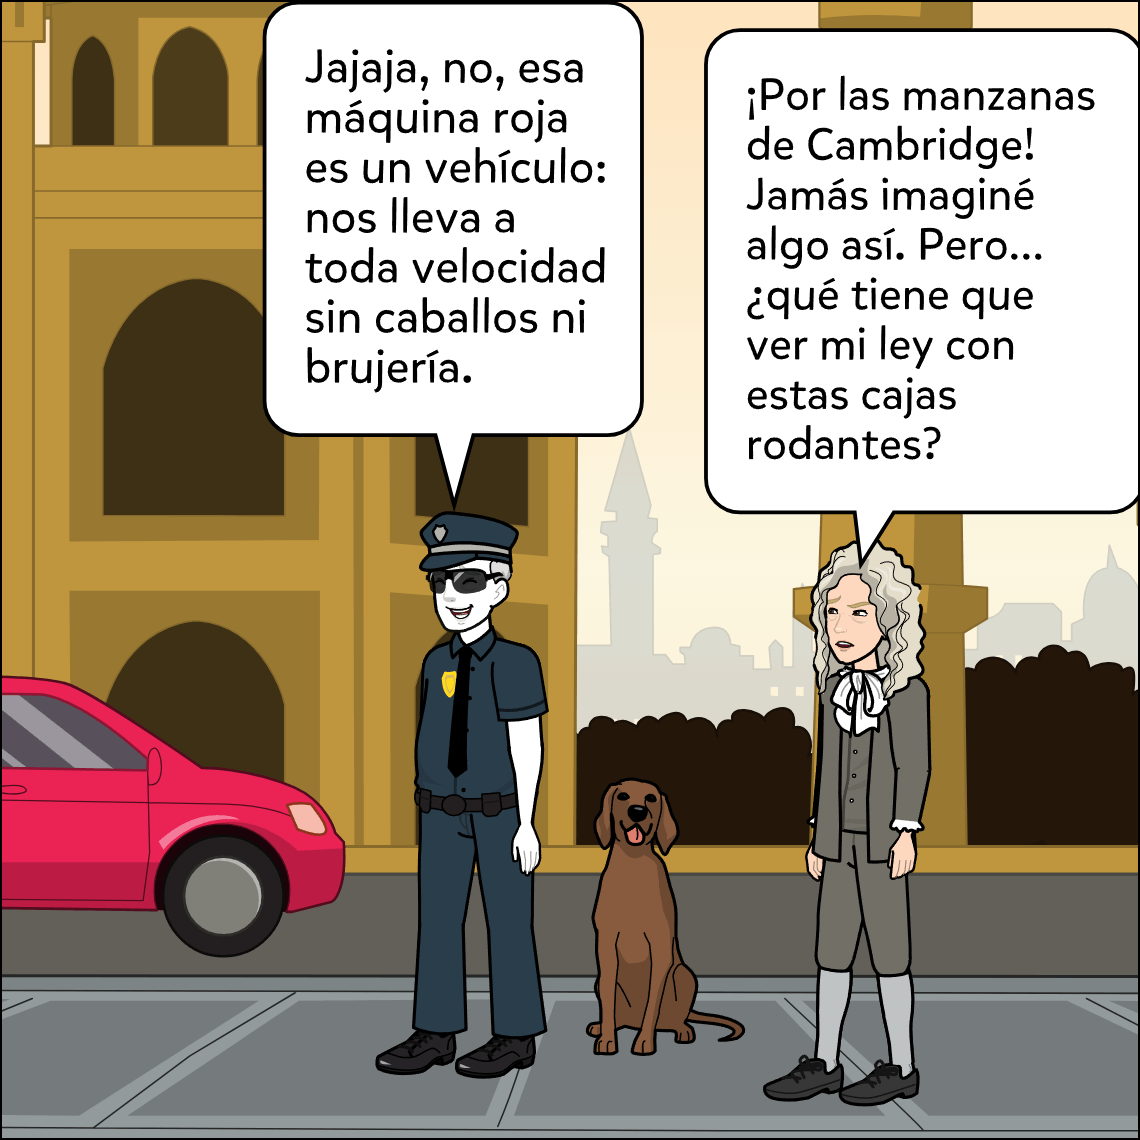 Jajaja, no, esa
máquina roja
es un vehículo:
nos lleva a
toda velocidad
sin caballos ni
brujería.
¡Por las manzanas
de Cambridge!
Jamás imaginé
algo así. Pero...
¿qué tiene que
ver mi ley con
estas cajas
rodantes?